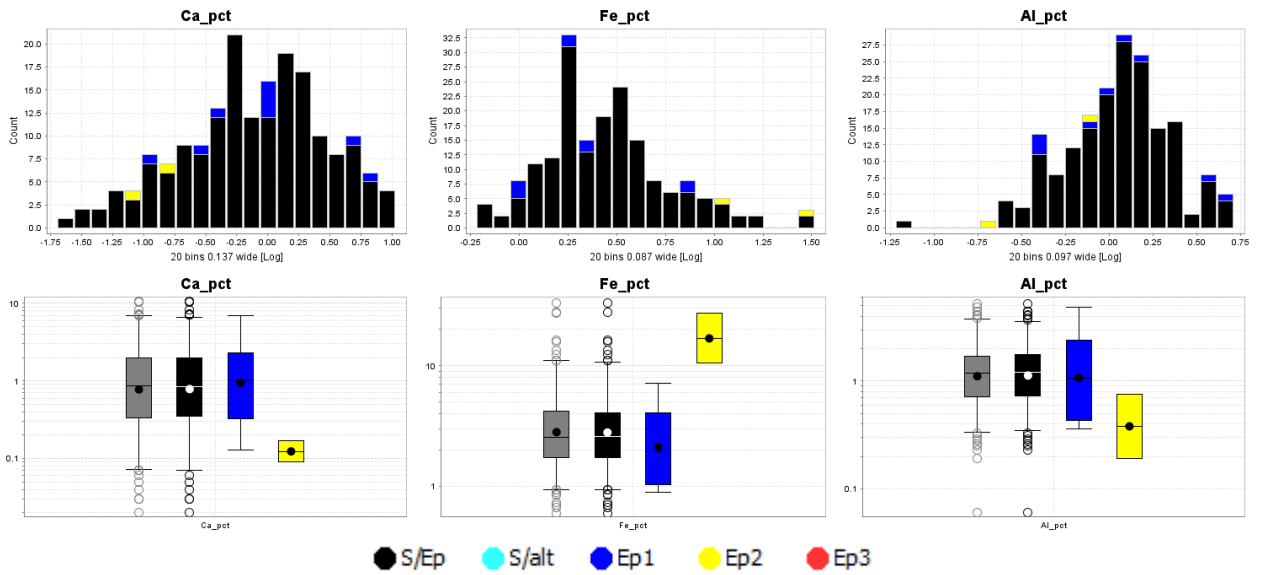 Ca_pct
Fe_pct
Al_pct
Count
20.0
17.5
15.0
12.5
10.0
7.5
5.0
2.5
0.0
-1.75 -1.50 -1.25 -1.00 -0.75 -0.50 -0.25 0.00 0.25 0.50 0.75 1.00
20 bins 0.137 wide [Log]
Count
32.5
30.0
27.5
25.0
22.5
20.0
17.5
15.0
12.5
10.0
7.5
5.0
2.5
0.0
-0.25 0.00 0.25 0.50 0.75 1.00 1.25 1.50
20 bins 0.087 wide [Log]
Count
27.5
25.0
22.5
20.0
17.5
15.0
12.5
10.0
7.5
5.0
2.5
0.0
-1.25 -1.00 -0.75 -0.50 -0.25 0.00 0.25 0.50 0.75
20 bins 0.097 wide [Log]
Ca_pct
Fe_pct
Al_pct
10
1
0.1
Ca_pct
10
1
Fe_pct
1
0.1
Al_pct
S/Ep S/alt Ep1 Ep2 Ep3